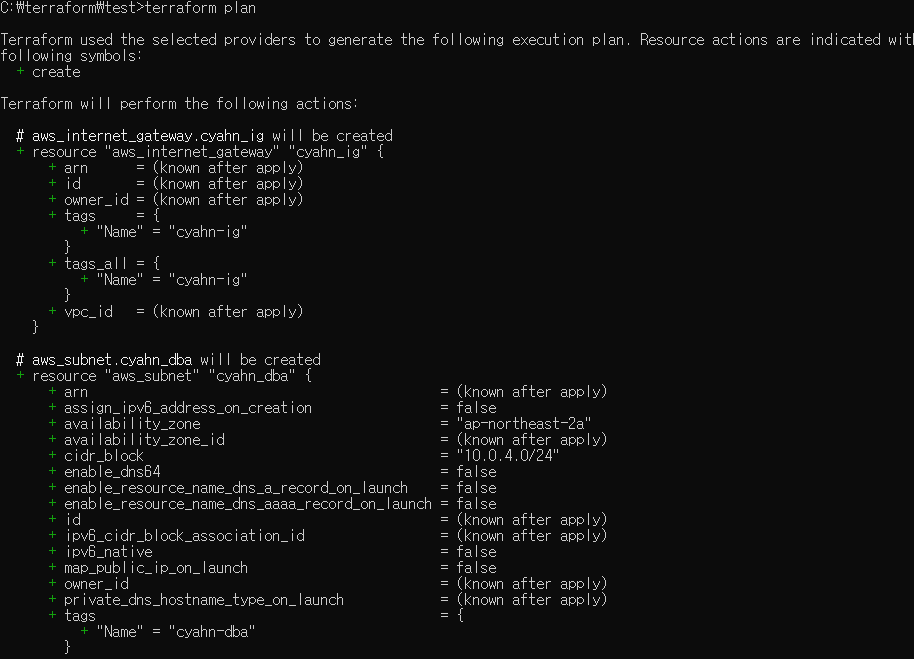 C:₩terraform₩test>terraform plan
Terraform used the selected providers to generate the following execution plan. Resource actions are indicated with
following symbols:
+ create
Terraform will perform the following actions:
# aws_internet_gateway.cyahn_ig will be created
+ resource "aws_internet_gateway" "cyahn_ig" {
+ arn      = (known after apply)
+ id       = (known after apply)
+ owner_id = (known after apply)
+ tags     = {
+ "Name" = "cyahn-ig"
}
+ tags_all = {
+ "Name" = "cyahn-ig"
}
+ vpc_id   = (known after apply)
}
# aws_subnet.cyahn_dba will be created
+ resource "aws_subnet" "cyahn_dba" {
+ arn                                            = (known after apply)
+ assign_ipv6_address_on_creation                = false
+ availability_zone                              = "ap-northeast-2a"
+ availability_zone_id                           = (known after apply)
+ cidr_block                                     = "10.0.4.0/24"
+ enable_dns64                                   = false
+ enable_resource_name_dns_a_record_on_launch    = false
+ enable_resource_name_dns_aaaa_record_on_launch = false
+ id                                             = (known after apply)
+ ipv6_cidr_block_association_id                 = (known after apply)
+ ipv6_native                                    = false
+ map_public_ip_on_launch                        = false
+ owner_id                                       = (known after apply)
+ private_dns_hostname_type_on_launch            = (known after apply)
+ tags                                           = {
+ "Name" = "cyahn-dba"
}